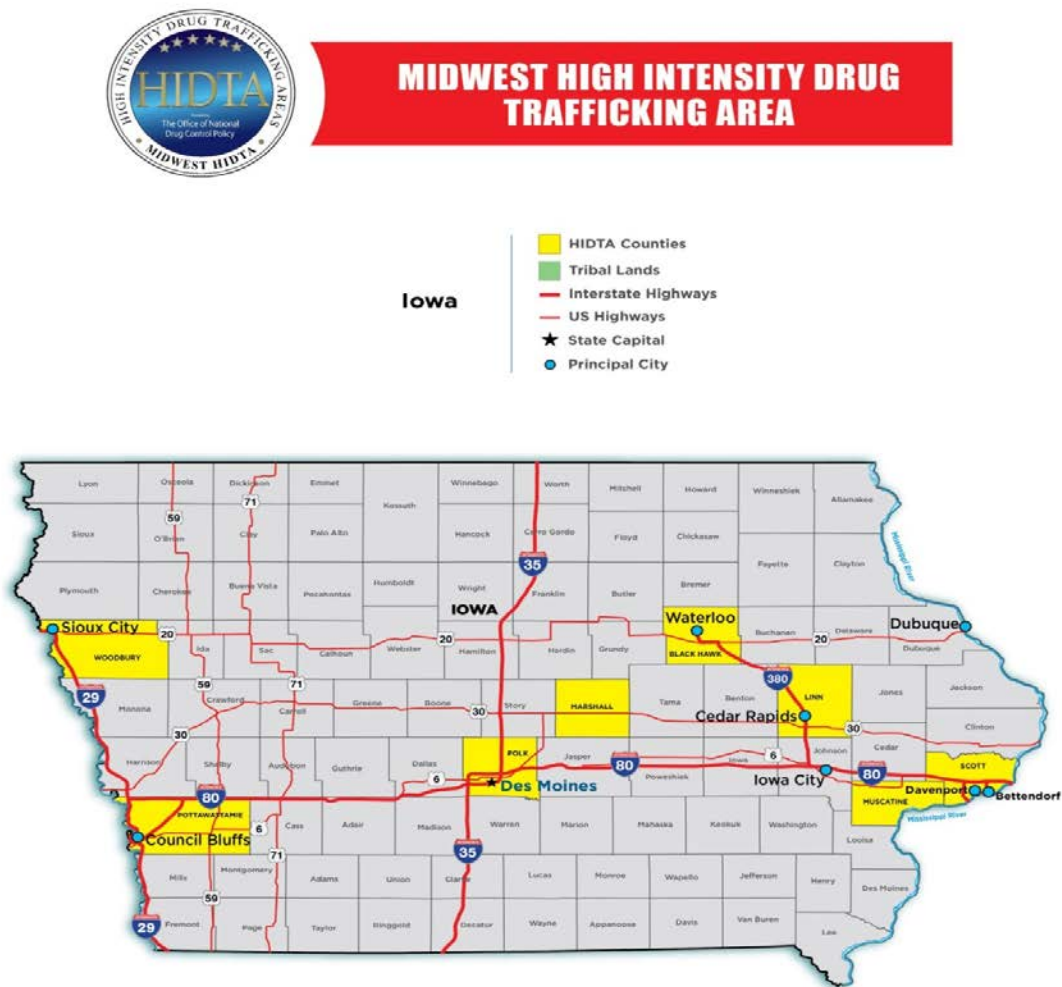 HIGH INTENSITY DRUG TRAFFICKING AREAS
HIDTA
The Office of National
Drug Control Policy
MIDWEST HIDTA
MIDWEST HIGH INTENSITY DRUG
TRAFFICKING AREA
Iowa
HIDTA Counties
Tribal Lands
Interstate Highways
US Highways
State Capital
Principal City
Lyon
Osceola
Dickinson
Emmet
Winnebago
Worth
Mitchell
Howard
Winneshiek
Allamakee
71
Kossuth
59
Sioux
O'Brien
Clay
Palo Alto
Hancock
Cerro Gordo
Floyd
Chickasaw
35
Fayette
Clayton
Plymouth
Cherokee
Buena Vista
Pocahontas
Humboldt
Wright
Franklin
Butler
Bremer
IOWA
Waterloo
Sioux City
20
20
Buchanan
20
Delaware
Dubuque
WOODBURY
Ida
Sac
Calhoun
Webster
Hamilton
Hardin
Grundy
BLACK HAWK
Dubuque
29
59
71
380
Monona
Crawford
Carroll
Greene
Boone
30
Story
MARSHALL
Tama
Benton
LINN
Jones
Jackson
Cedar Rapids
30
Clinton
30
Harrison
Shelby
Audubon
Guthrie
Dallas
6
POLK
Jasper
80
Poweshiek
Iowa
6
Johnson
Cedar
SCOTT
Des Moines
Iowa City
80
Davenport
Bettendorf
80
POTTAWATTAMIE
6
Cass
Adair
Madison
Warren
Marion
Mahaska
Keokuk
Washington
MUSCATINE
Mississippi River
Council Bluffs
71
35
Louisa
Mills
Montgomery
Adams
Union
Clarke
Lucas
Monroe
Wapello
Jefferson
Henry
Des Moines
59
29
Fremont
Page
Taylor
Ringgold
Decatur
Wayne
Appanoose
Davis
Van Buren
Lee